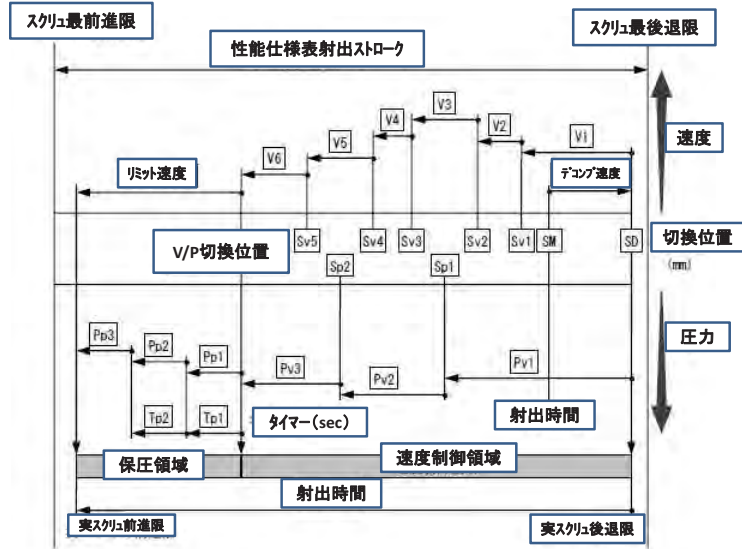 スクリュ最前進限
スクリュ最後退限
性能仕様表射出ストローク
V3
V4
V2
V1
V5
V6
速度
リミット速度
デコンプ速度
Sv5
Sv4
Sv3
Sv2
Sv1
SM
SD
切換位置
V/P切換位置
(mm)
Sp2
Sp1
Pp3
Pp2
Pp1
Pv3
Pv2
Pv1
圧力
Tp2
Tp1
タイマー(sec)
射出時間
保圧領域
速度制御領域
射出時間
実スクリュ前進限
実スクリュ後退限